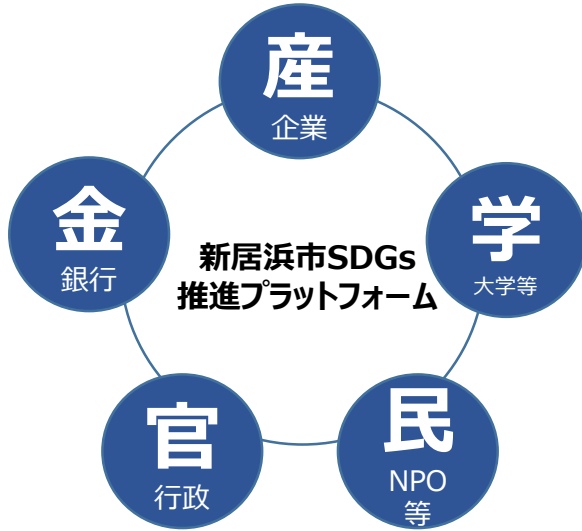 産
企業
金
銀行
学
大学等
新居浜市SDGs
推進プラットフォーム
官
行政
民
NPO
等